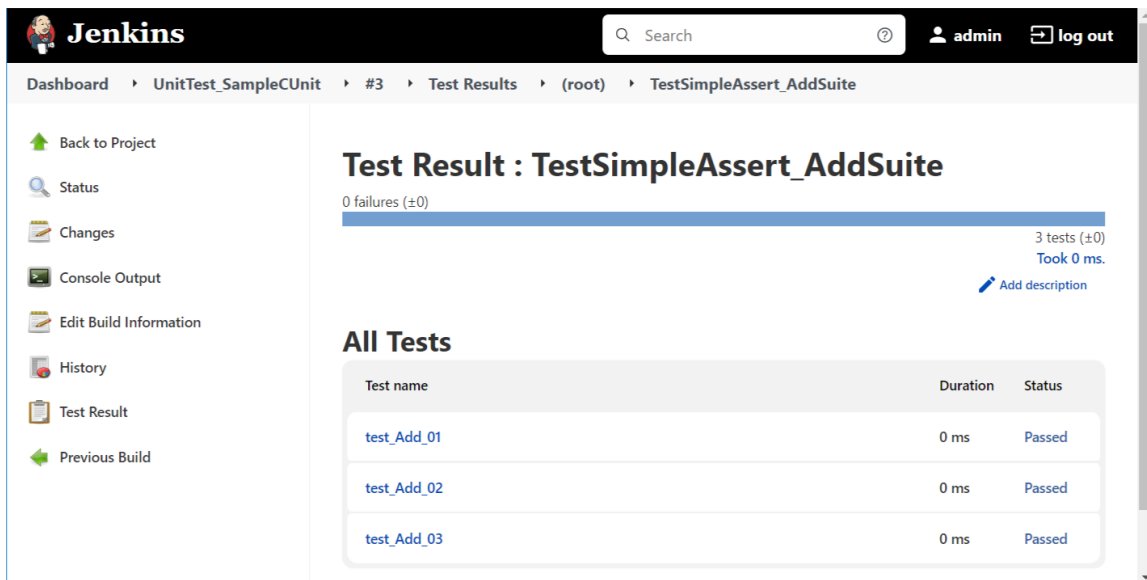 Jenkins
Search
admin
log out
Dashboard UnitTest_SampleCUnit #3 Test Results (root) TestSimpleAssert_AddSuite
Back to Project
Status
Changes
Console Output
Edit Build Information
History
Test Result
Previous Build
Test Result : TestSimpleAssert_AddSuite
0 failures (±0)
3 tests (±0)
Took 0 ms.
Add description
All Tests
Test name Duration Status
test_Add_01 0 ms Passed
test_Add_02 0 ms Passed
test_Add_03 0 ms Passed